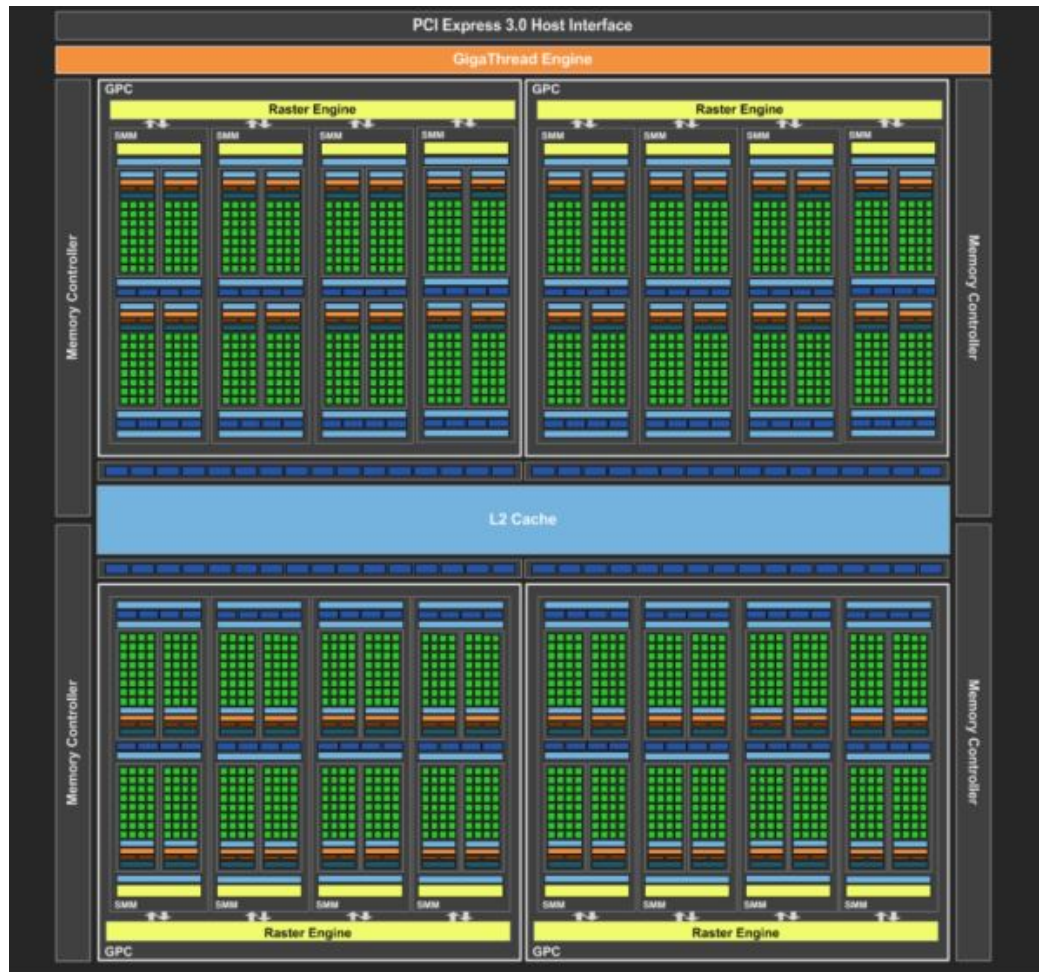 PCI Express 3.0 Host Interface
GigaThread Engine
GPC
Raster Engine
SMM
SMM
SMM
SMM
GPC
Raster Engine
SMM
SMM
SMM
SMM
Memory Controller
Memory Controller
L2 Cache
Memory Controller
Memory Controller
SMM
SMM
SMM
SMM
Raster Engine
GPC
SMM
SMM
SMM
SMM
Raster Engine
GPC